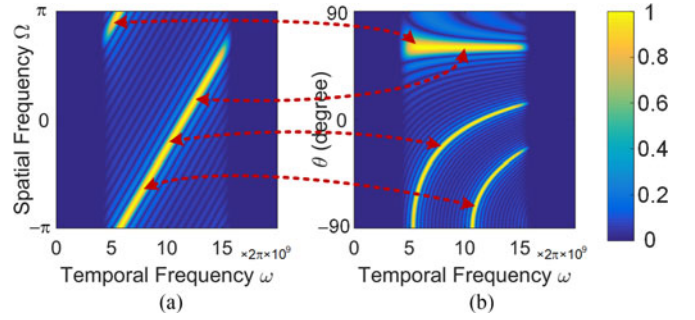 π
Spatial Frequency Ω
0
−π
0 5 10 15 ×2π×10⁹
Temporal Frequency ω
(a)
90
θ (degree)
0
-90
0 5 10 15 ×2π×10⁹
Temporal Frequency ω
(b)
1
0.8
0.6
0.4
0.2
0